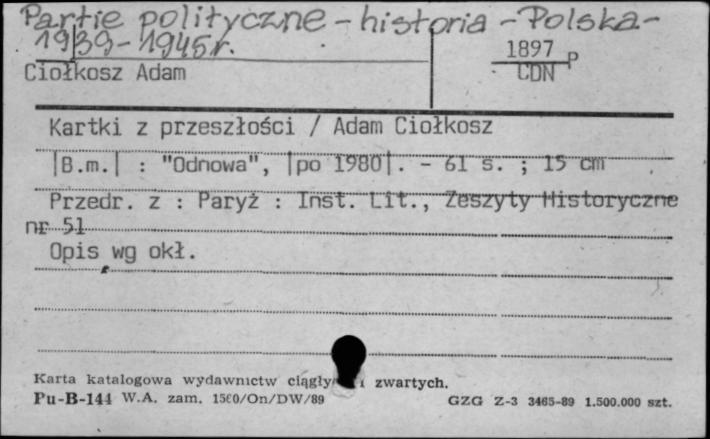 Partie polityczne - historia - Polska -
1939-1945 r.
1897 P
CDN
Ciołkosz Adam
Kartki z przeszłości / Adam Ciołkosz
|B.m.| : "Odnowa", |po 1980|. - 61 s. ; 15 cm
Przedr. z : Paryż : Inst. Lit., Zeszyty Historyczne
nr 51
Opis wg okł.
Karta katalogowa wydawnictw zwartych.
Pu-B-144 W.A. zam. 1560/On/DW/89 GZG Z-3 3465-89 1.500.000 szt.